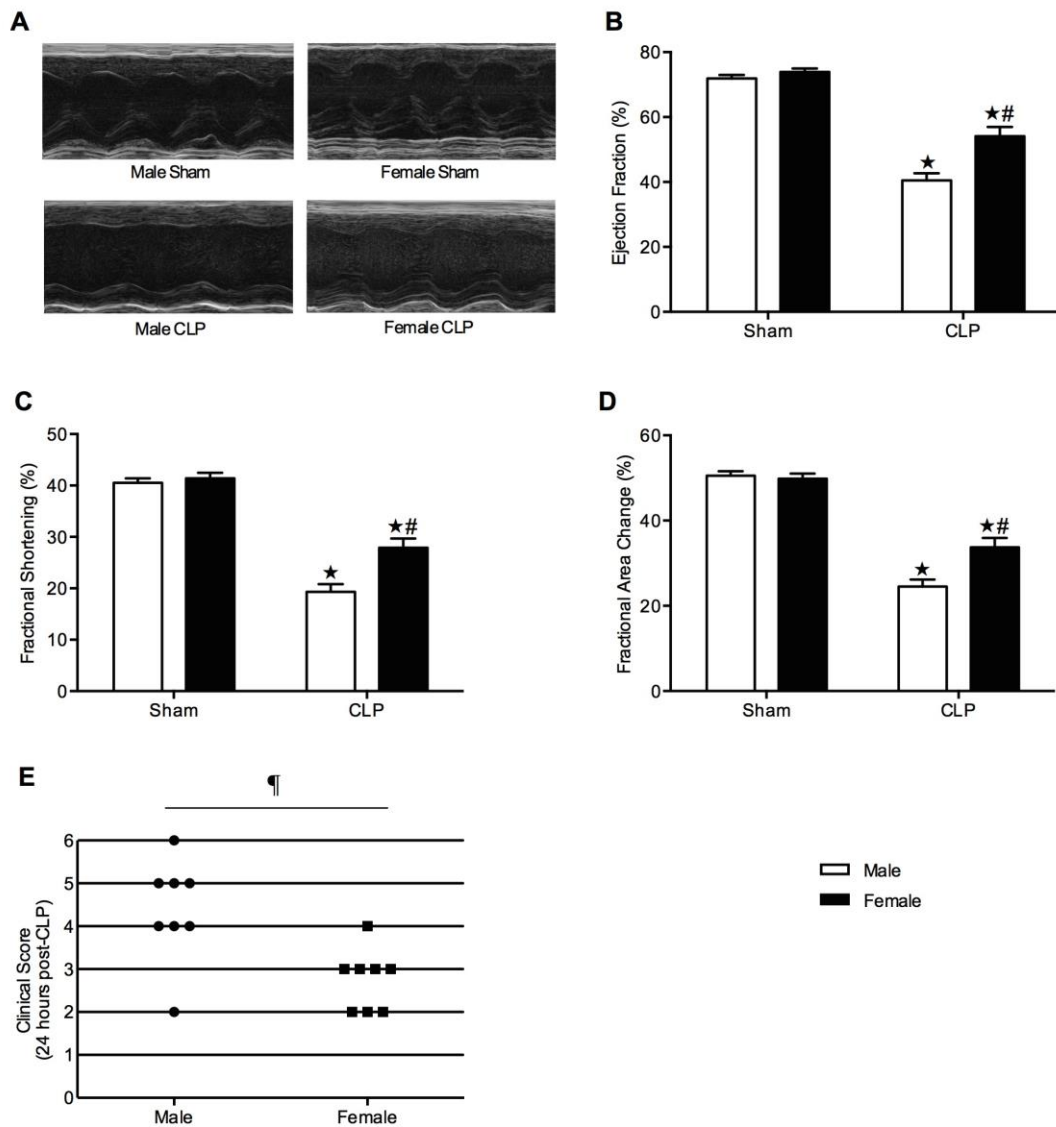 A
Male Sham
Female Sham
Male CLP
Female CLP
B
Ejection Fraction (%)
80
60
40
20
0
★
★#
Sham
CLP
C
Fractional Shortening (%)
50
40
30
20
10
0
★
★#
Sham
CLP
D
Fractional Area Change (%)
60
40
20
0
★
★#
Sham
CLP
E
¶
Clinical Score
(24 hours post-CLP)
6
5
4
3
2
1
0
Male
Female
Male
Female